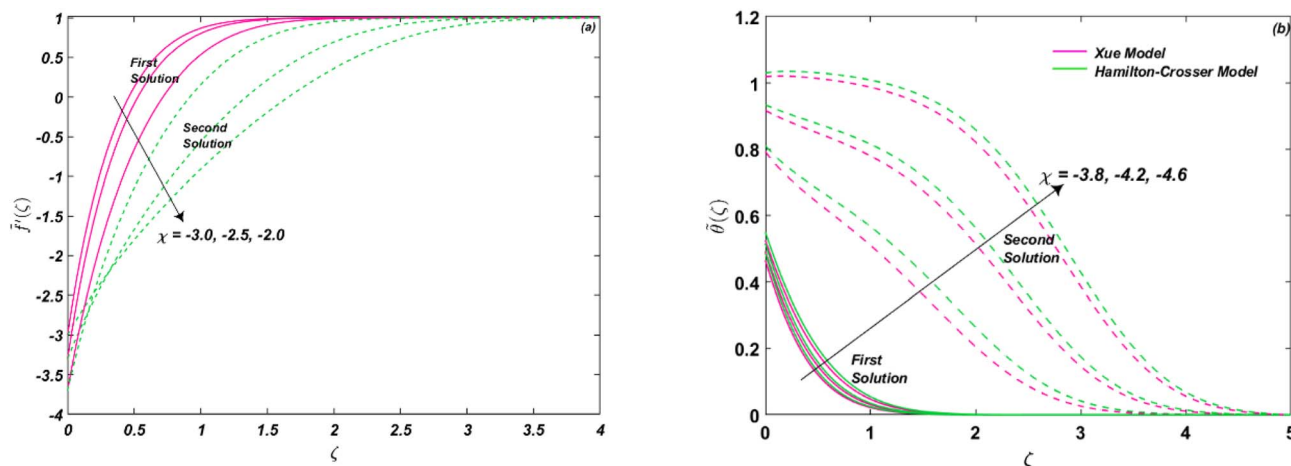 (a)
1
0.5
0
-0.5
-1
-1.5
-2
-2.5
-3
-3.5
-4
f̄′(ζ)
First
Solution
Second
Solution
χ = -3.0, -2.5, -2.0
0 0.5 1 1.5 2 2.5 3 3.5 4
ζ
(b)
1.2
1
0.8
0.6
0.4
0.2
0
θ̄(ζ)
Xue Model
Hamilton-Crosser Model
χ = -3.8, -4.2, -4.6
Second
Solution
First
Solution
0 1 2 3 4 5
ζ